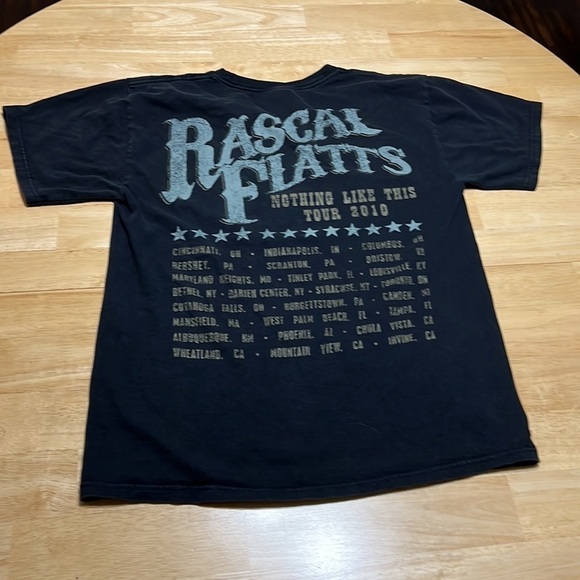 RASCAL
FLATTS
NOTHING LIKE THIS
TOUR 2010
CINCINNATI, OH - INDIANAPOLIS, IN - COLUMBUS, OH
HERSHEY, PA - SCRANTON, PA - BRISTOW, VA
MARYLAND HEIGHTS, MO - TINLEY PARK, IL - LOUISVILLE, KY
BETHEL, NY - DARIEN CENTER, NY - SYRACUSE, NY - TORONTO, ON
CUYAHOGA FALLS, OH - BURGETTSTOWN, PA - CAMDEN, NJ
MANSFIELD, MA - WEST PALM BEACH, FL - TAMPA, FL
ALBUQUERQUE, NM - PHOENIX, AZ - CHULA VISTA, CA
WHEATLAND, CA - MOUNTAIN VIEW, CA - IRVINE, CA